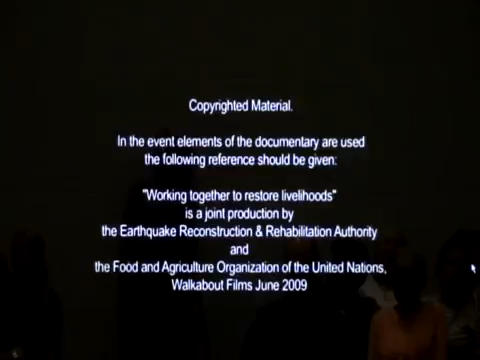 Copyrighted Material.
In the event elements of the documentary are used
the following reference should be given:
"Working together to restore livelihoods"
is a joint production by
the Earthquake Reconstruction & Rehabilitation Authority
and
the Food and Agriculture Organization of the United Nations,
Walkabout Films June 2009